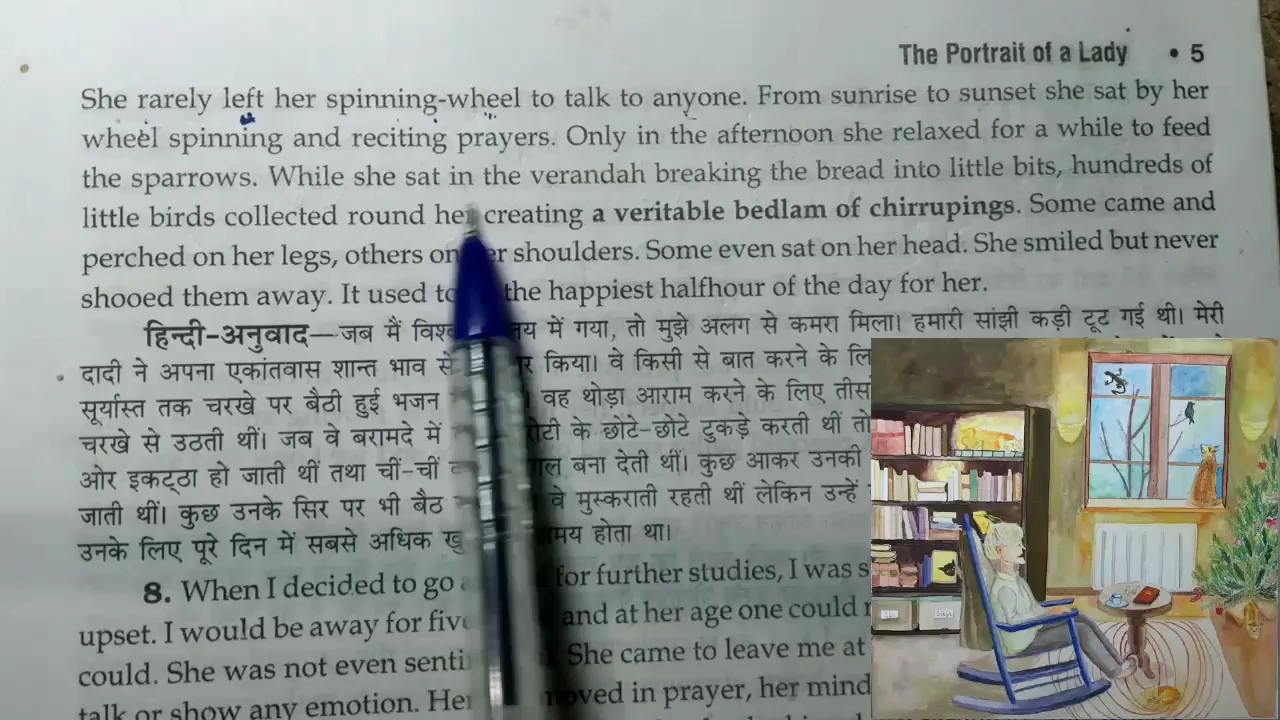 The Portrait of a Lady • 5
She rarely left her spinning-wheel to talk to anyone. From sunrise to sunset she sat by her
wheel spinning and reciting prayers. Only in the afternoon she relaxed for a while to feed
the sparrows. While she sat in the verandah breaking the bread into little bits, hundreds of
little birds collected round her creating a veritable bedlam of chirrupings. Some came and
perched on her legs, others on her shoulders. Some even sat on her head. She smiled but never
shooed them away. It used to the happiest halfhour of the day for her.
हिन्दी-अनुवाद—जब मैं में गया, तो मुझे अलग से कमरा मिला। हमारी सांझी कड़ी टूट गई थी। मेरी
दादी ने अपना एकांतवास शान्त भाव से किया। वे किसी से बात करने के
सूर्यास्त तक चरखे पर बैठी हुई भजन वह थोड़ा आराम करने के लिए
चरखे से उठती थीं। जब वे बरामदे में के छोटे-छोटे टुकड़े करती थीं तो
ओर इकट्ठा हो जाती थीं तथा चीं-चीं बना देती थीं। कुछ आकर उनकी
जाती थीं। कुछ उनके सिर पर भी बैठ वे मुस्कराती रहती थीं लेकिन उन्हें
उनके लिए पूरे दिन में सबसे अधिक होता था।
8. When I decided to go for further studies, I was
upset. I would be away for and at her age one could
could. She was not even She came to leave me at
talk or show any emotion. Her in prayer, her mind